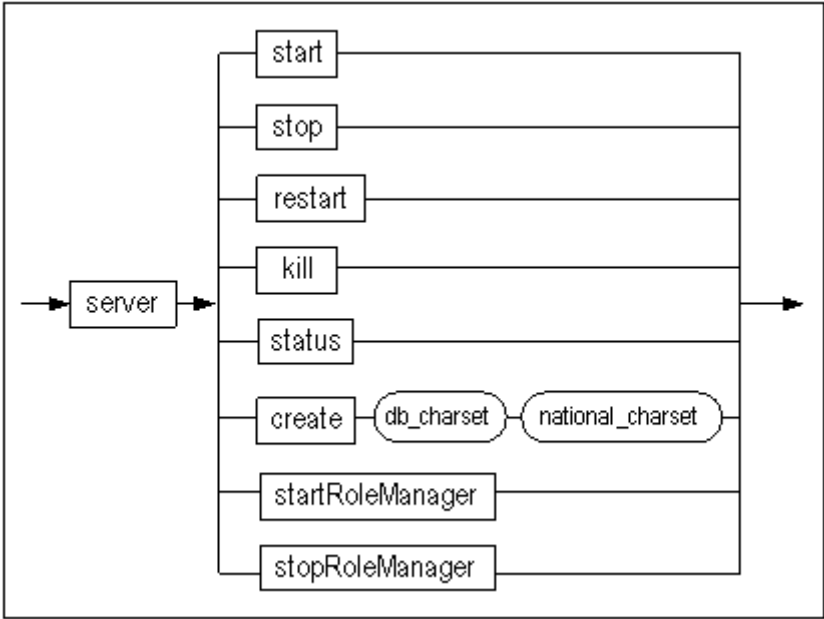 start
stop
restart
kill
server
status
create db_charset national_charset
startRoleManager
stopRoleManager